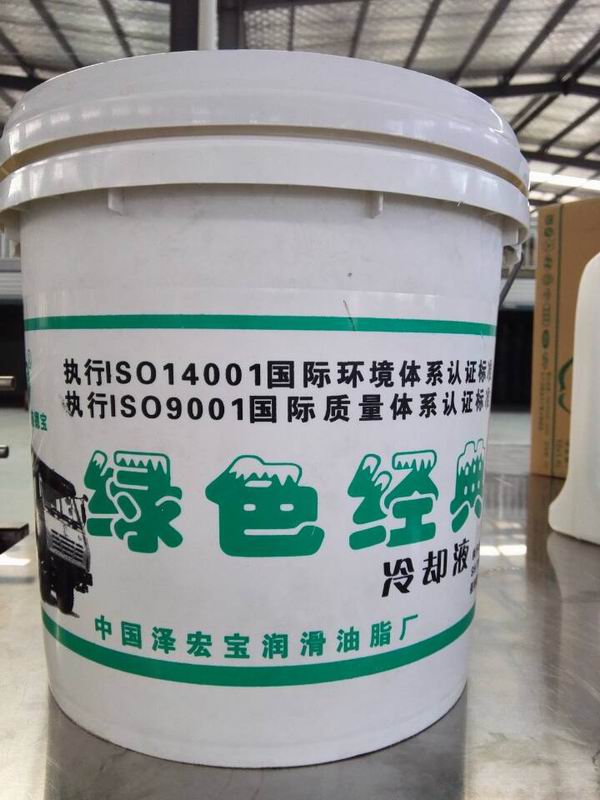 执行ISO14001国际环境体系认证标准
执行ISO9001国际质量体系认证标准
绿色经典
冷却液
中国泽宏宝润滑油脂厂